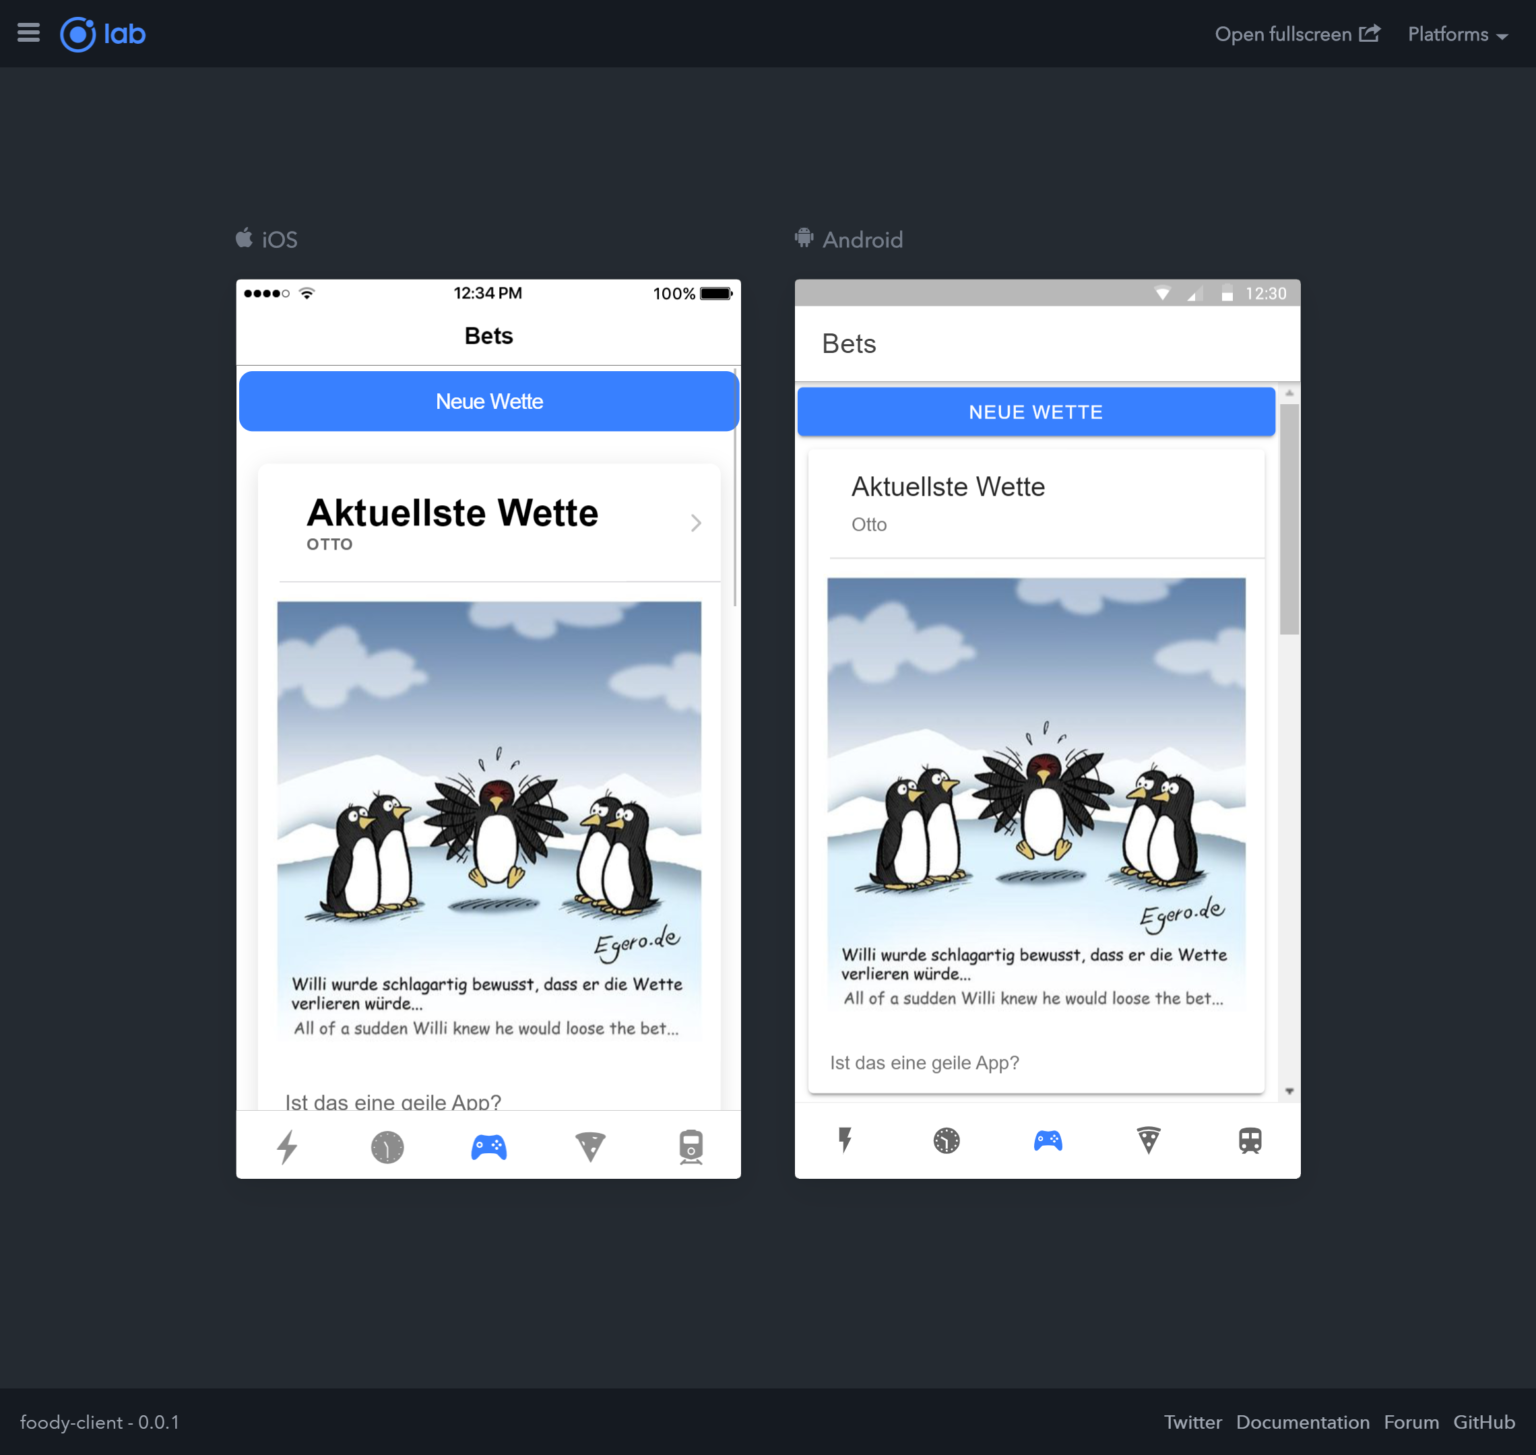 lab
Open fullscreen
Platforms
iOS
12:34 PM
100%
Bets
Neue Wette
Aktuellste Wette
OTTO
Egero.de
Willi wurde schlagartig bewusst, dass er die Wette
verlieren würde...
All of a sudden Willi knew he would loose the bet...
Ist das eine geile App?
Android
12:30
Bets
NEUE WETTE
Aktuellste Wette
Otto
Egero.de
Willi wurde schlagartig bewusst, dass er die Wette
verlieren würde...
All of a sudden Willi knew he would loose the bet...
Ist das eine geile App?
foody-client - 0.0.1
Twitter
Documentation
Forum
GitHub